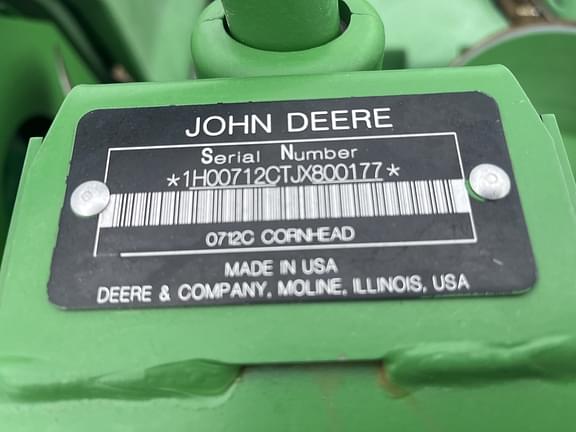 JOHN DEERE
Serial Number
*1H00712CTJX800177*
0712C CORNHEAD
MADE IN USA
DEERE & COMPANY, MOLINE, ILLINOIS, USA